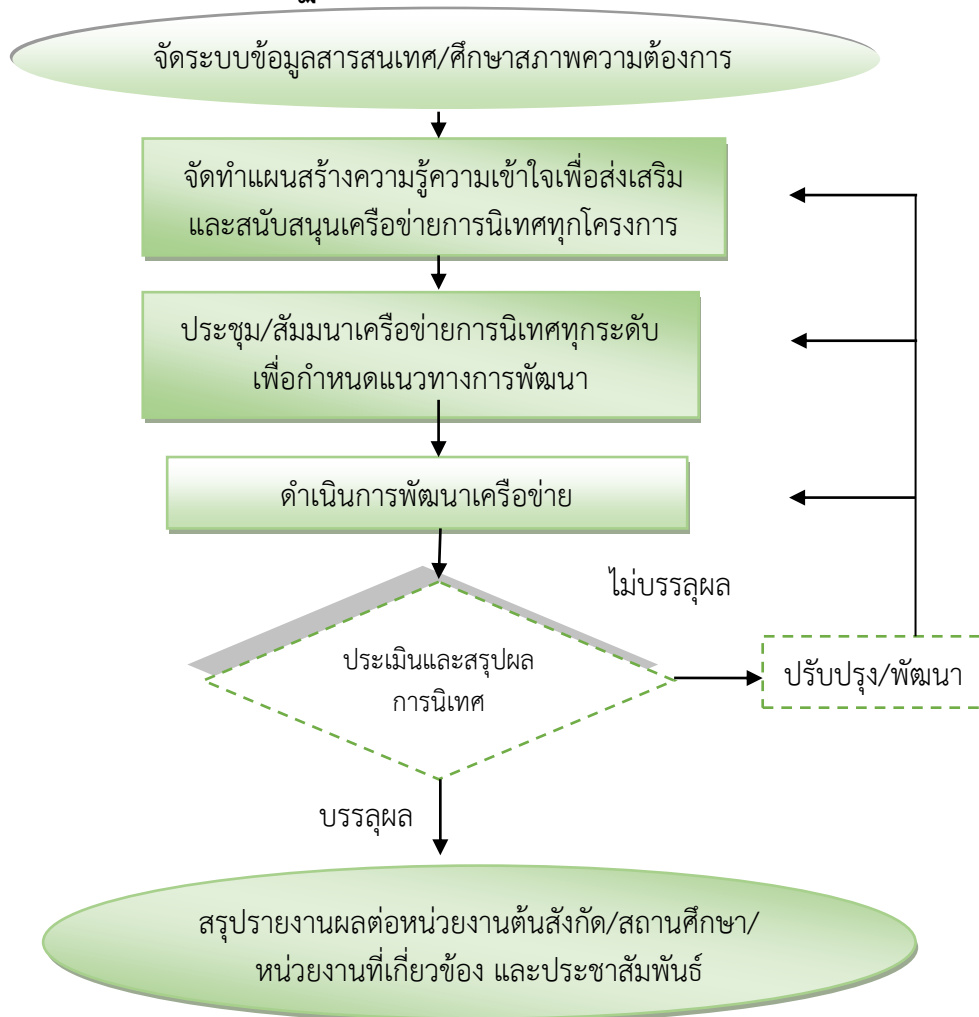 จัดระบบข้อมูลสารสนเทศ/ศึกษาสภาพความต้องการ
จัดทำแผนสร้างความรู้ความเข้าใจเพื่อส่งเสริม
และสนับสนุนเครือข่ายการนิเทศทุกโครงการ
ประชุม/สัมมนาเครือข่ายการนิเทศทุกระดับ
เพื่อกำหนดแนวทางการพัฒนา
ดำเนินการพัฒนาเครือข่าย
ไม่บรรลุผล
ประเมินและสรุปผล
การนิเทศ
ปรับปรุง/พัฒนา
บรรลุผล
สรุปรายงานผลต่อหน่วยงานต้นสังกัด/สถานศึกษา/
หน่วยงานที่เกี่ยวข้อง และประชาสัมพันธ์